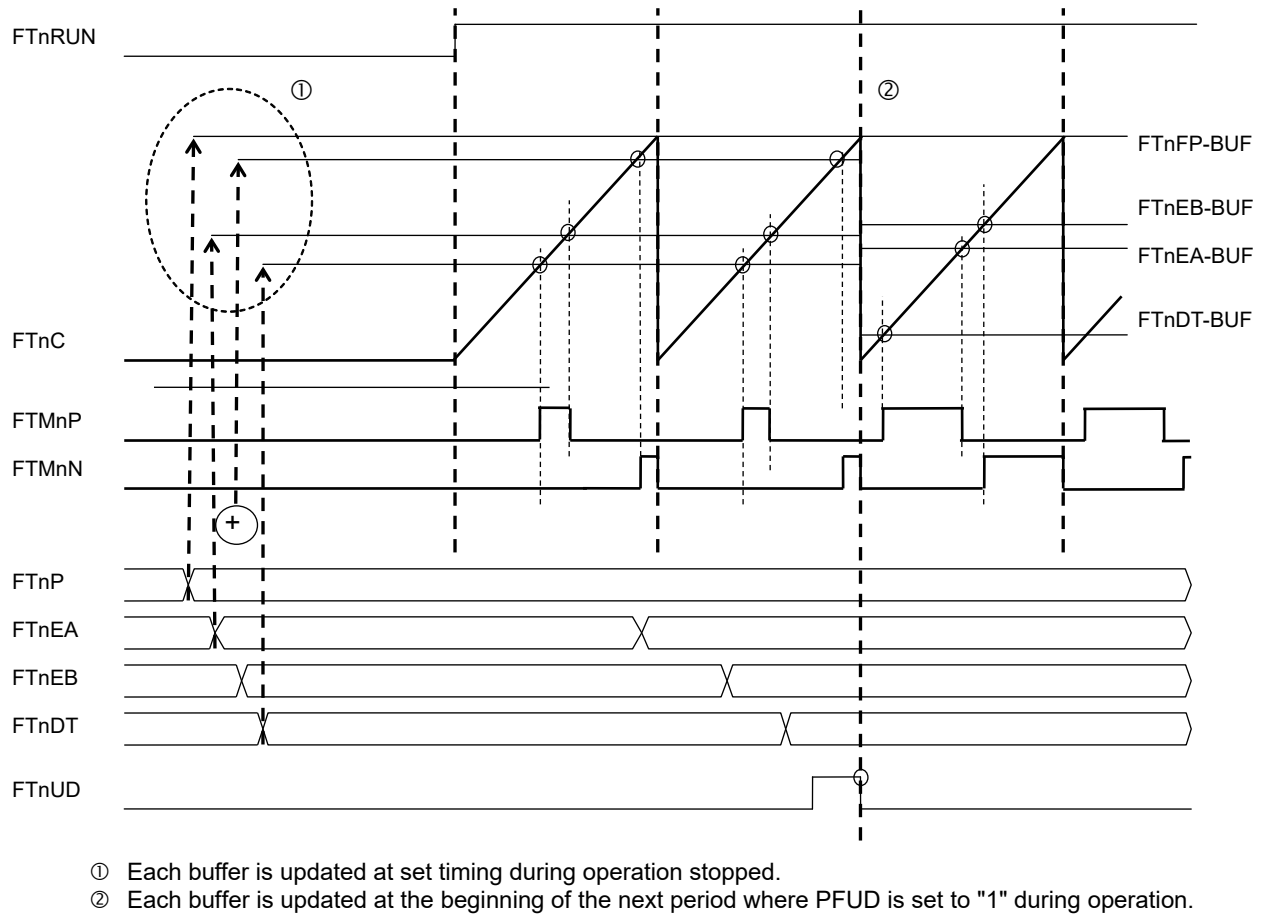 FTnRUN
①
②
FTnFP-BUF
FTnEB-BUF
FTnEA-BUF
FTnDT-BUF
FTnC
FTMnP
FTMnN
+
FTnP
FTnEA
FTnEB
FTnDT
FTnUD
① Each buffer is updated at set timing during operation stopped.
② Each buffer is updated at the beginning of the next period where PFUD is set to "1" during operation.